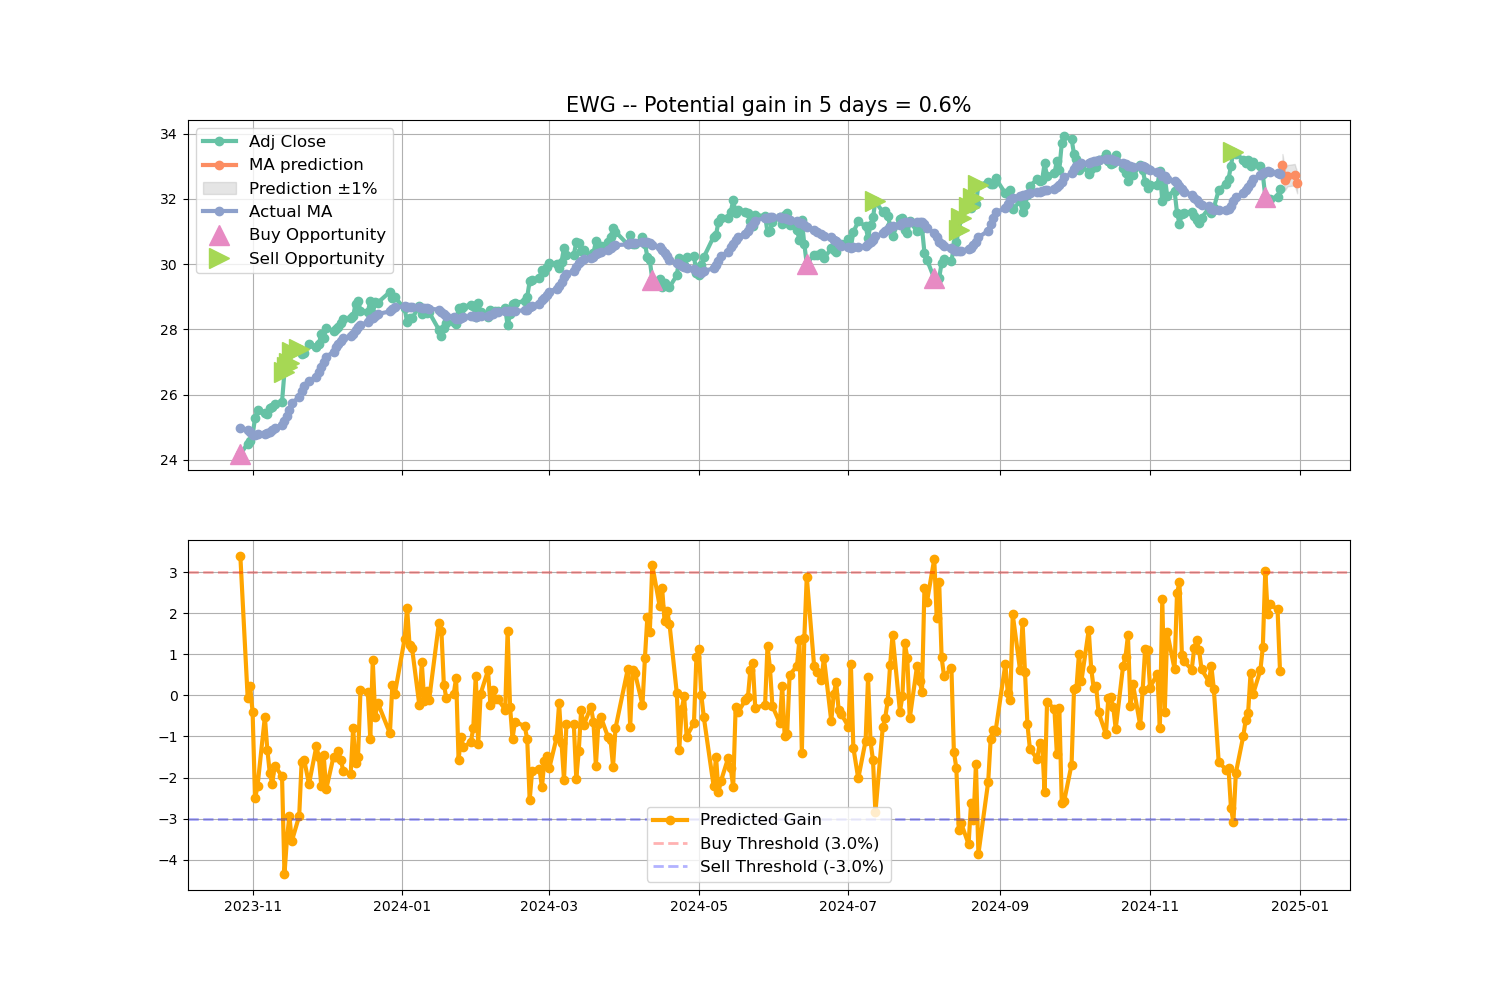 EWG -- Potential gain in 5 days = 0.6%
34
32
30
28
26
24
Adj Close
MA prediction
Prediction ±1%
Actual MA
Buy Opportunity
Sell Opportunity
3
2
1
0
−1
−2
−3
−4
Predicted Gain
Buy Threshold (3.0%)
Sell Threshold (-3.0%)
2023-11
2024-01
2024-03
2024-05
2024-07
2024-09
2024-11
2025-01